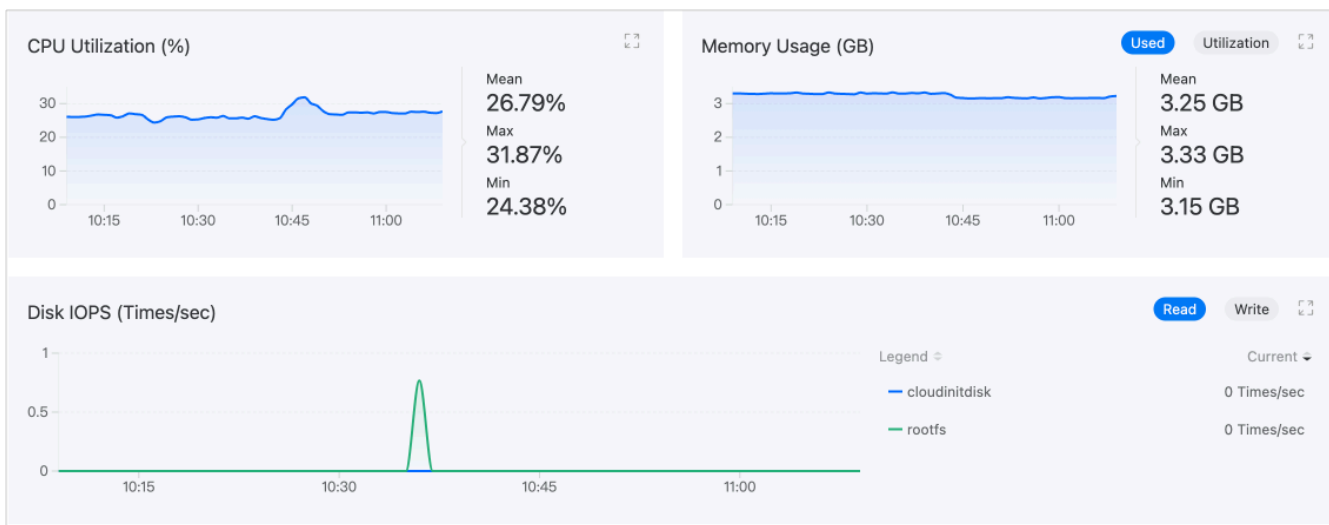 CPU Utilization (%)
30
20
10
0
10:15 10:30 10:45 11:00
Mean
26.79%
Max
31.87%
Min
24.38%
Memory Usage (GB)
Used Utilization
3
2
1
0
10:15 10:30 10:45 11:00
Mean
3.25 GB
Max
3.33 GB
Min
3.15 GB
Disk IOPS (Times/sec)
Read Write
1
0.5
0
10:15 10:30 10:45 11:00
Legend Current
cloudinitdisk 0 Times/sec
rootfs 0 Times/sec